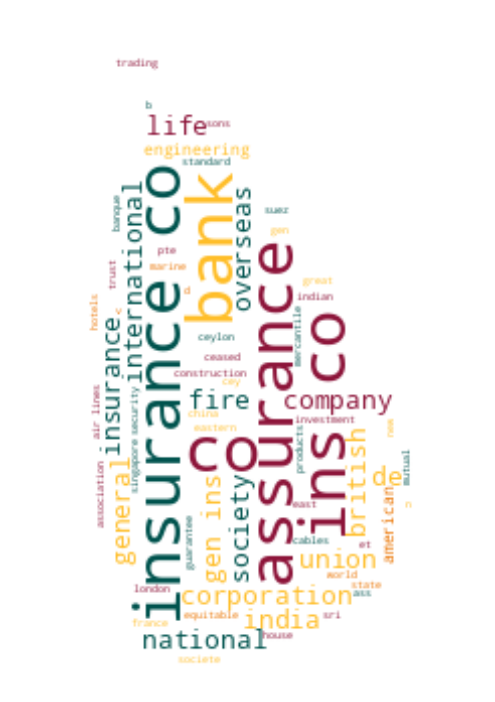 trading
b
life
sons
engineering
standard
insurance co
bank
international
banque
overseas
suez
gen
assurance
pte
marine
trust
d
great
indian
hotels
c
mercantile
ins co
insurance
ceylon
ceased
construction
cey
air lines
singapore
security
fire
company
china
eastern
investment
new
co
products
british
mutual
de
association
general
gen ins
society
american
east
guarantee
cables
et
union
world
state
ass
london
corporation
equitable
sri
france
india
national
house
societe